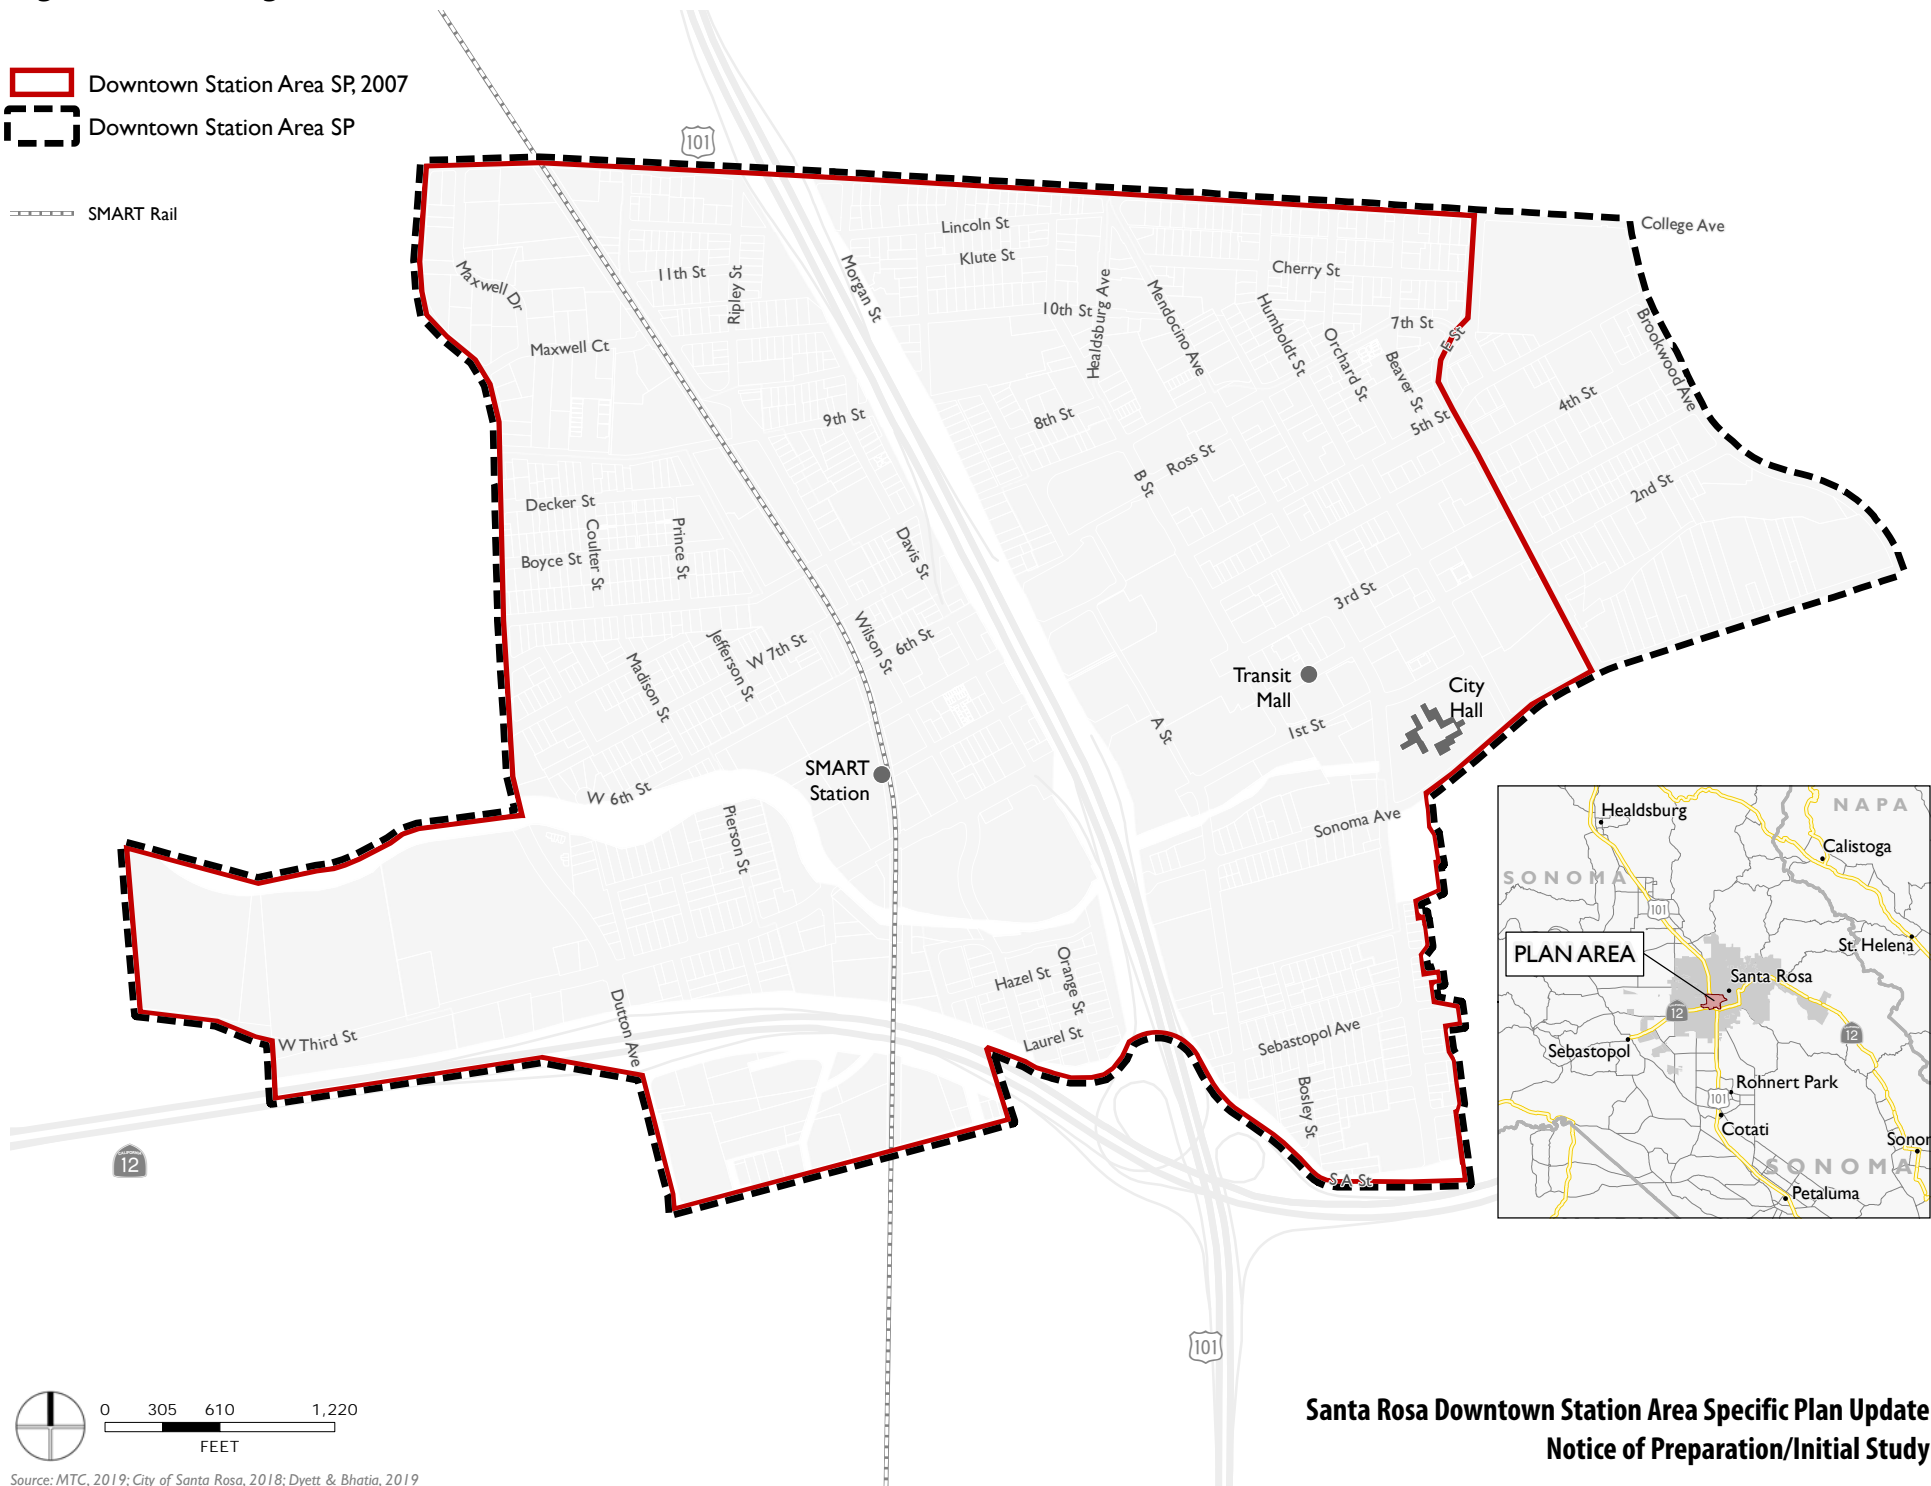 Downtown Station Area SP, 2007
Downtown Station Area SP
SMART Rail
101
College Ave
Lincoln St
Klute St
Morgan St
11th St
Ripley St
Maxwell Dr
Maxwell Ct
10th St
Healdsburg Ave
Mendocino Ave
Cherry St
Humboldt St
Orchard St
7th St
E St
Beaver St
5th St
Brookwood Ave
4th St
2nd St
9th St
8th St
Ross St
B St
Decker St
Coulter St
Prince St
Boyce St
Davis St
3rd St
Wilson St
6th St
W 7th St
Jefferson St
Madison St
Transit
Mall
City
Hall
1st St
A St
SMART
Station
W 6th St
Pierson St
Sonoma Ave
Hazel St
Orange St
Laurel St
Dutton Ave
W Third St
Sebastopol Ave
Bosley St
S A St
CALIFORNIA
12
101
Healdsburg
NAPA
Calistoga
SONOMA
101
St. Helena
PLAN AREA
Santa Rosa
12
12
Sebastopol
Rohnert Park
101
Cotati
Sonor
SONOMA
Petaluma
0 305 610 1,220
FEET
Santa Rosa Downtown Station Area Specific Plan Update
Notice of Preparation/Initial Study
Source: MTC, 2019; City of Santa Rosa, 2018; Dyett & Bhatia, 2019